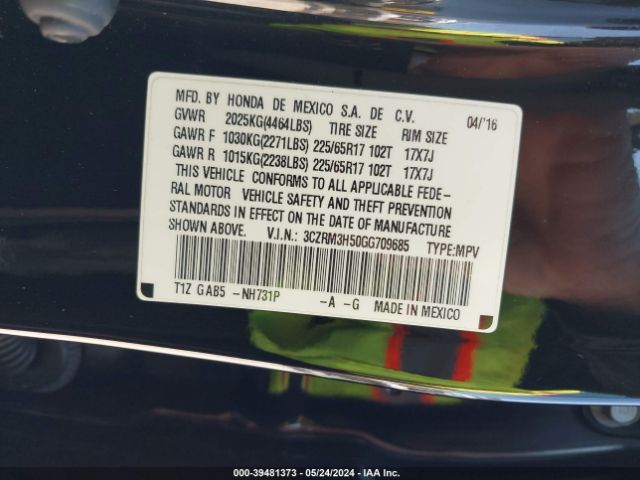 MFD. BY HONDA DE MEXICO S.A. DE C.V. 04/'16
GVWR 2025KG(4464LBS) TIRE SIZE RIM SIZE
GAWR F 1030KG(2271LBS) 225/65R17 102T 17X7J
GAWR R 1015KG(2238LBS) 225/65R17 102T 17X7J
THIS VEHICLE CONFORMS TO ALL APPLICABLE FEDE-
RAL MOTOR VEHICLE SAFETY AND THEFT PREVENTION
STANDARDS IN EFFECT ON THE DATE OF MANUFACTURE
SHOWN ABOVE. V.I.N.: 3CZRM3H50GG709685 TYPE:MPV
T1Z GAB5 -NH731P -A -G MADE IN MEXICO
000-39481373 - 05/24/2024 - IAAI.COM